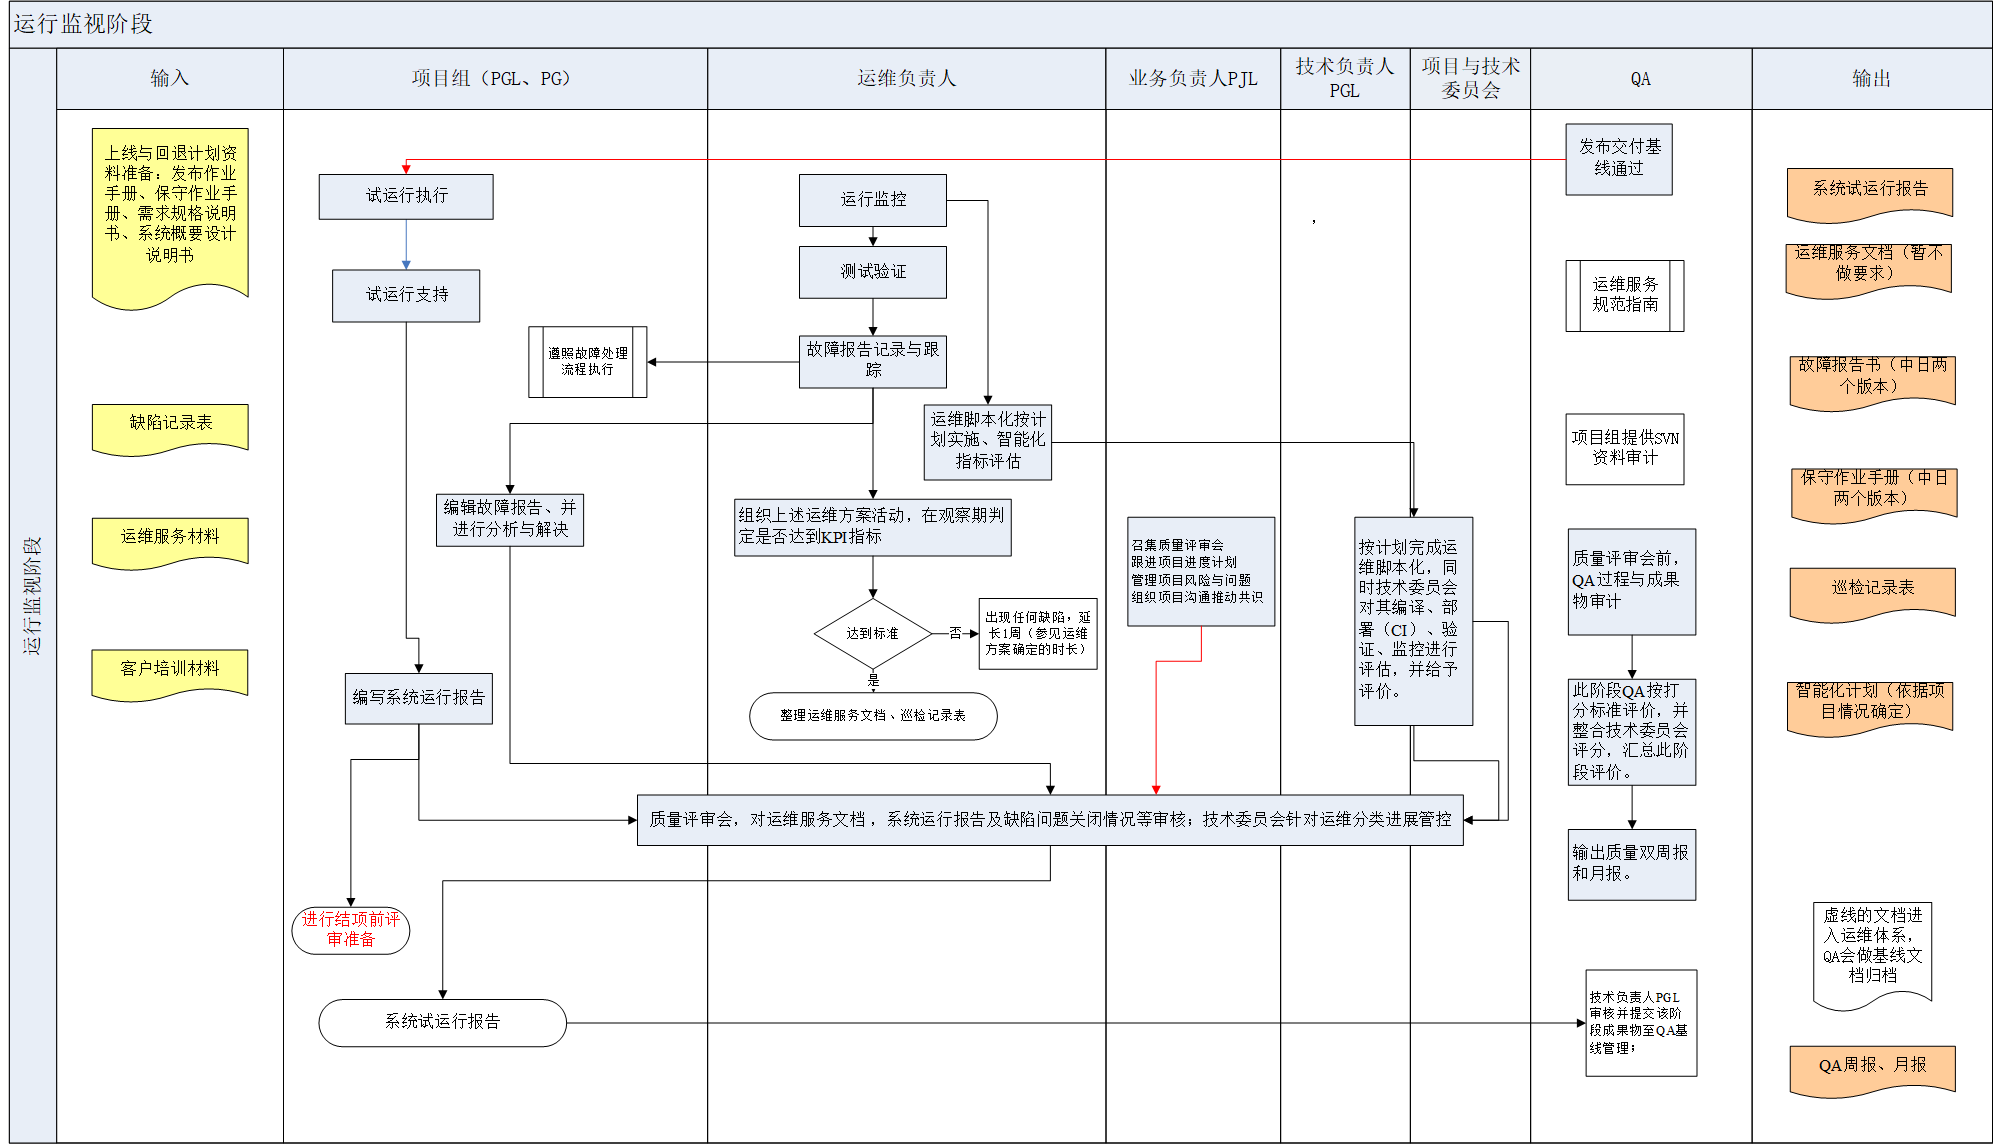 运行监视阶段
运行监视阶段
输入
项目组（PGL、PG）
运维负责人
业务负责人PJL
技术负责人
PGL
项目与技术
委员会
QA
输出
上线与回退计划资
料准备：发布作业
手册、保守作业手
册、需求规格说明
书、系统概要设计
说明书
缺陷记录表
运维服务材料
客户培训材料
试运行执行
试运行支持
遵照故障处理
流程执行
编辑故障报告、并
进行分析与解决
编写系统运行报告
进行结项前评
审准备
系统试运行报告
运行监控
测试验证
故障报告记录与跟
踪
运维脚本化按计
划实施、智能化
指标评估
组织上述运维方案活动，在观察期判
定是否达到KPI指标
达到标准
否
出现任何缺陷，延
长1周（参见运维
方案确定的时长）
是
整理运维服务文档、巡检记录表
召集质量评审会
跟进项目进度计划
管理项目风险与问题
组织项目沟通推动共识
，
按计划完成运
维脚本化，同
时技术委员会
对其编译、部
署（CI）、验
证、监控进行
评估，并给予
评价。
质量评审会，对运维服务文档 ，系统运行报告及缺陷问题关闭情况等审核；技术委员会针对运维分类进展管控
发布交付基
线通过
运维服务
规范指南
项目组提供SVN
资料审计
质量评审会前，
QA过程与成果
物审计
此阶段QA按打
分标准评价，并
整合技术委员会
评分，汇总此阶
段评价。
输出质量双周报
和月报。
技术负责人PGL
审核并提交该阶
段成果物至QA基
线管理；
系统试运行报告
运维服务文档（暂不
做要求）
故障报告书（中日两
个版本）
保守作业手册（中日
两个版本）
巡检记录表
智能化计划（依据项
目情况确定）
虚线的文档进
入运维体系，
QA会做基线文
档归档
QA周报、月报